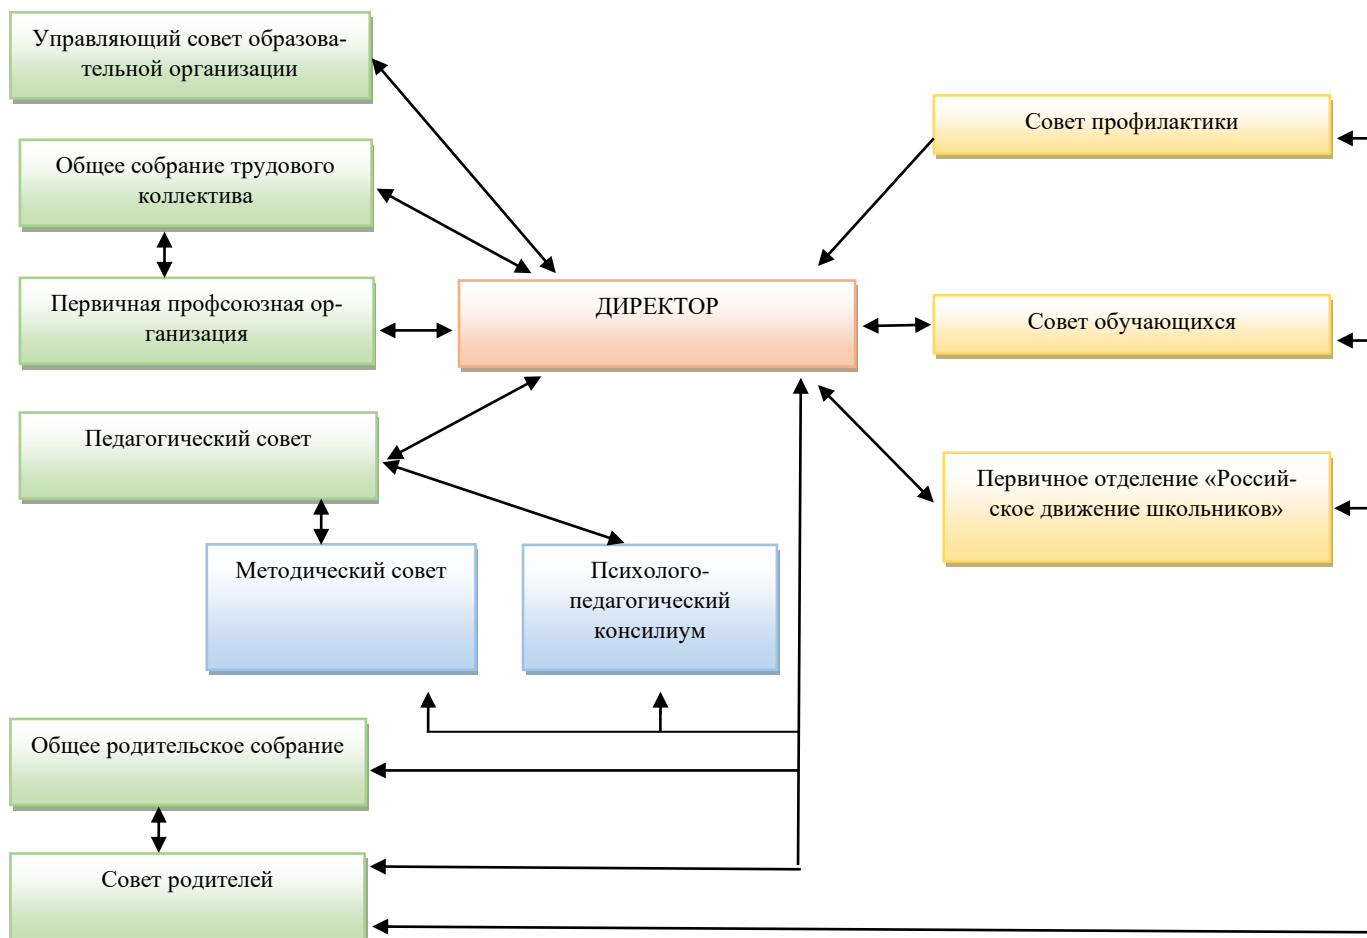 Управляющий совет образова-
тельной организации
Общее собрание трудового
коллектива
Первичная профсоюзная ор-
ганизация
Педагогический совет
Методический совет
Психолого-
педагогический
консилиум
Общее родительское собрание
Совет родителей
ДИРЕКТОР
Совет профилактики
Совет обучающихся
Первичное отделение «Россий-
ское движение школьников»